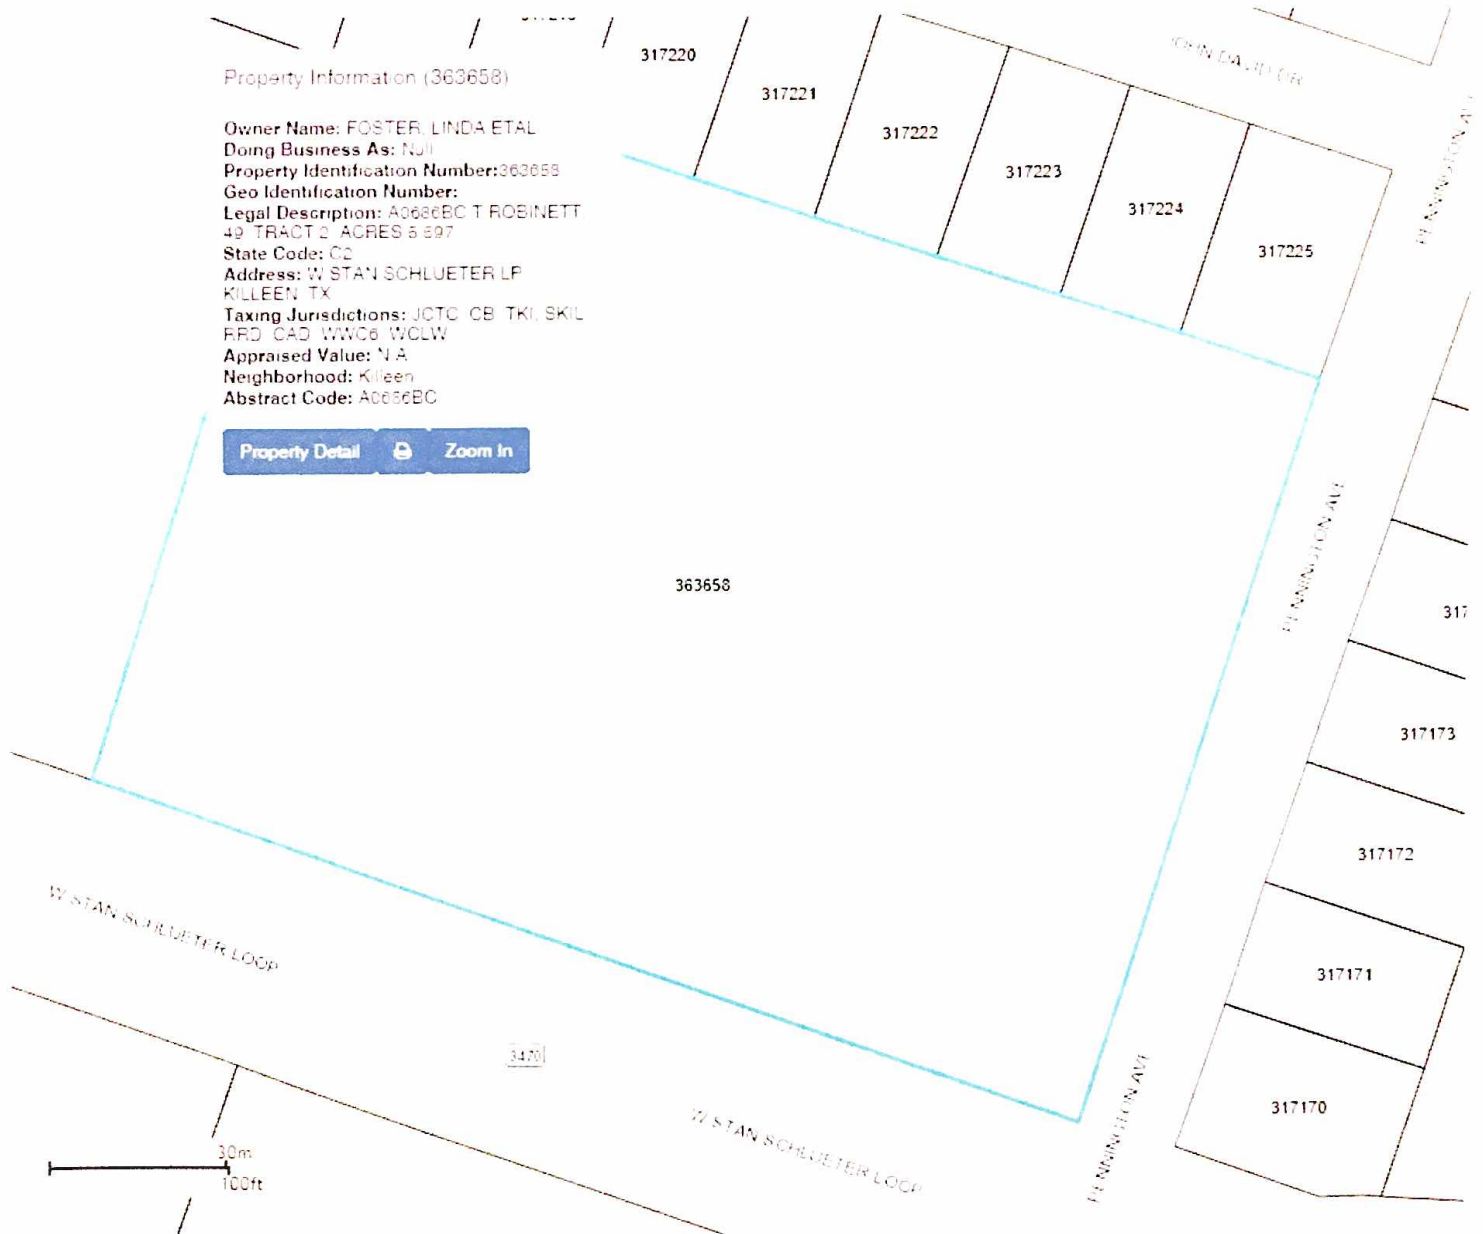 317220
317221
317222
317223
317224
317225
JOHN DAVID DR
PENNINGTON AVE
Property Information (363658)
Owner Name: FOSTER, LINDA ETAL
Doing Business As: Null
Property Identification Number:363658
Geo Identification Number:
Legal Description: A0686BC T ROBINETT
49 TRACT 2 ACRES 5.597
State Code: C2
Address: W STAN SCHLUETER LP
KILLEEN TX
Taxing Jurisdictions: JCTC, CB, TKI, SKIL
RRD, CAD, WWC6, WCLW
Appraised Value: N/A
Neighborhood: Killeen
Abstract Code: A0686BC
Property Detail
Zoom In
363658
PENNINGTON AVE
317
317173
317172
317171
317170
W STAN SCHLUETER LOOP
3470
W STAN SCHLUETER LOOP
PENNINGTON AVE
30m
100ft